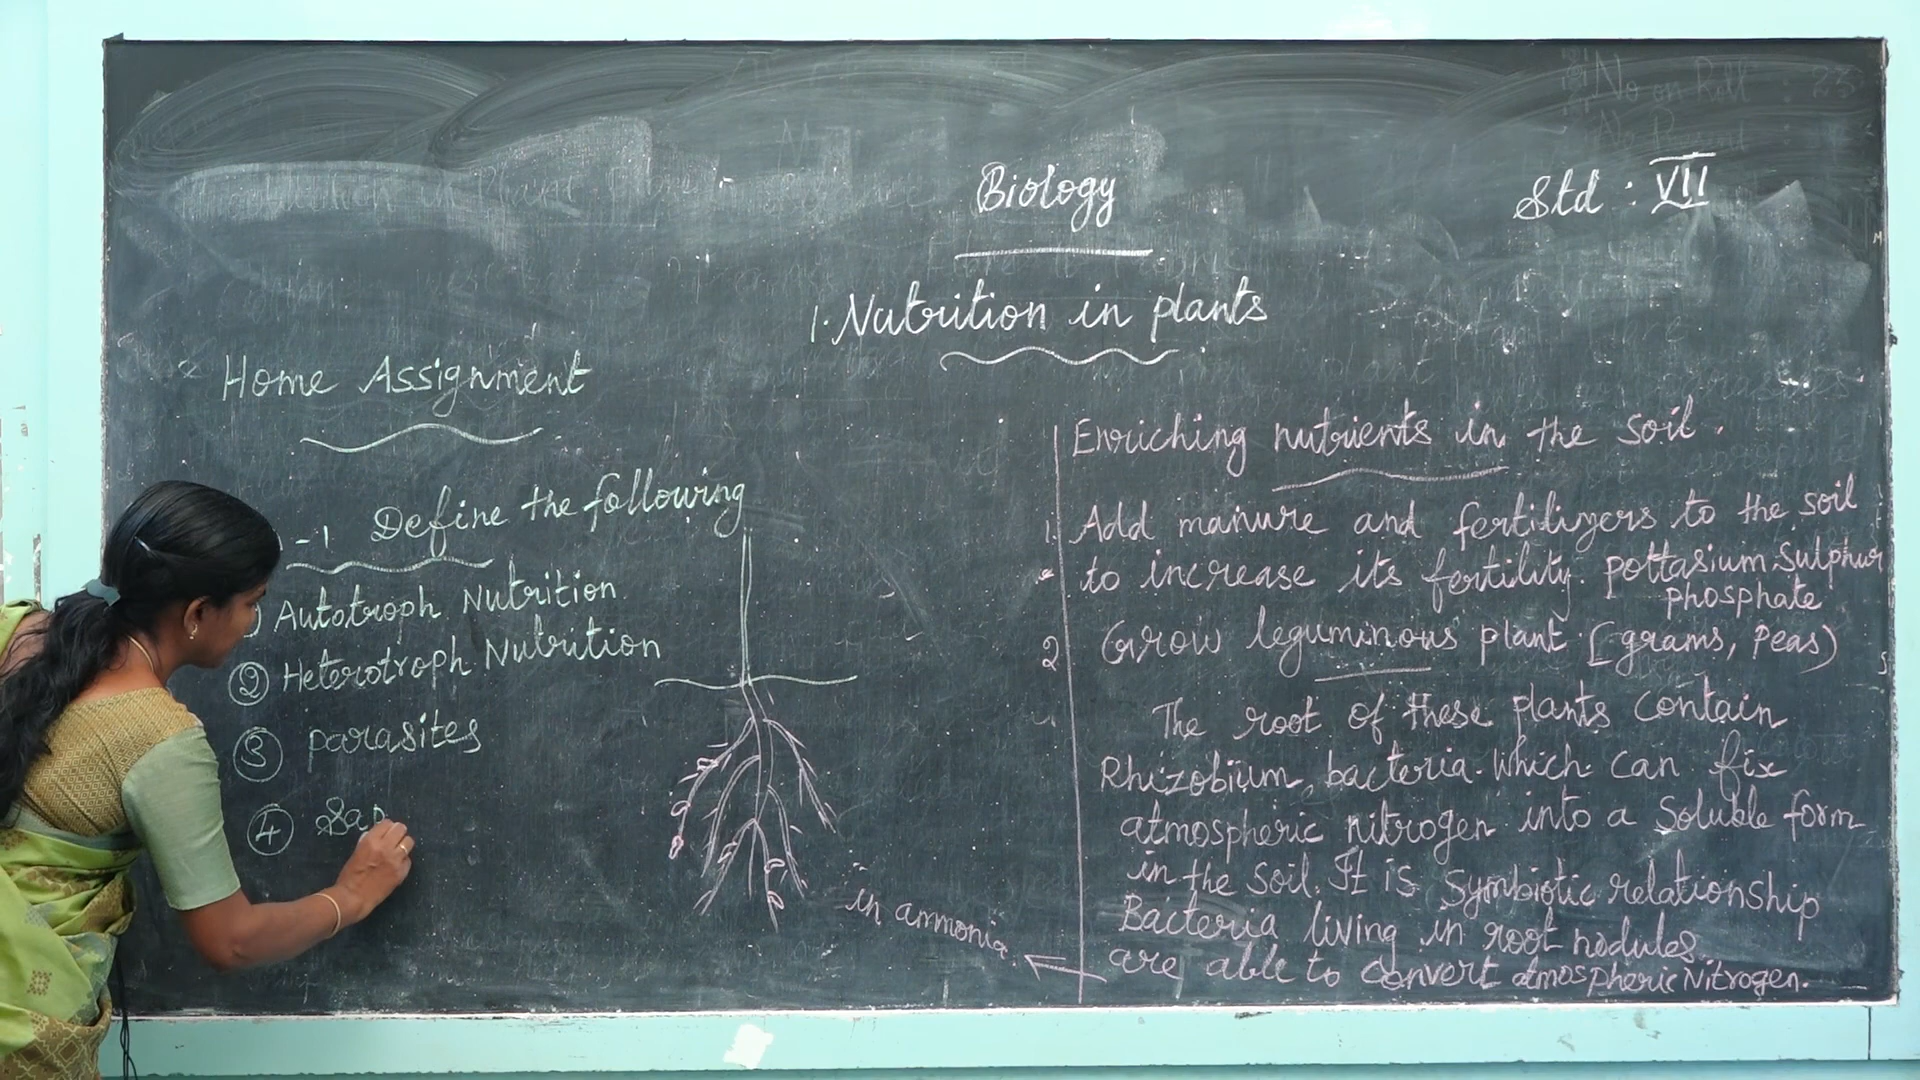 No on Roll : 23
Biology
Std : VII
1. Nutrition in plants
Home Assignment
-1 Define the following
Autotroph Nutrition
② Heterotroph Nutrition
③ parasites
④ Sap
Enriching nutrients in the soil.
1. Add manure and fertilizers to the soil
to increase its fertility. pottasium Sulphur
phosphate
2 Grow leguminous plant [grams, Peas)
The root of these plants contain
Rhizobium bacteria. Which can fix
atmospheric nitrogen into a Soluble form
in the soil. It is Symbiotic relationship
Bacteria living in root nodules.
are able to convert atmospheric Nitrogen.
in ammonia.